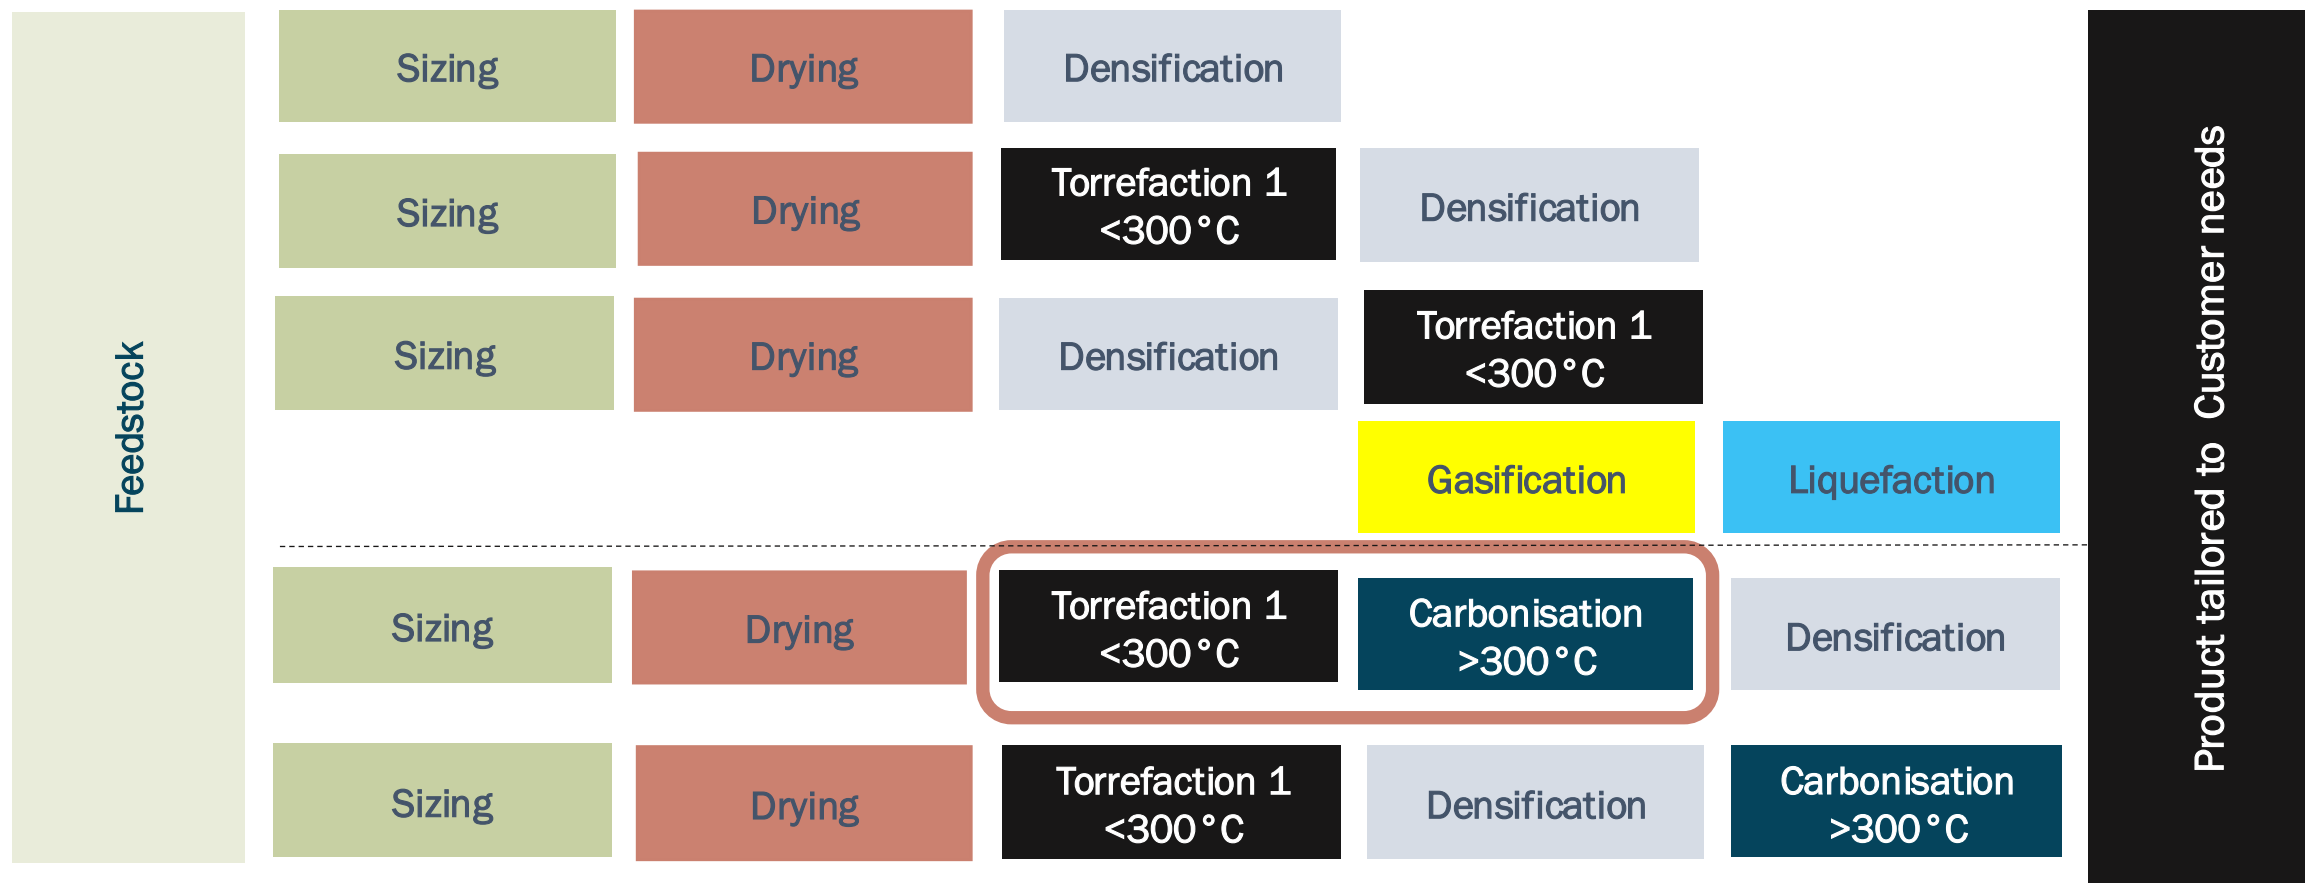 Feedstock
Sizing
Drying
Densification
Sizing
Drying
Torrefaction 1
<300°C
Densification
Sizing
Drying
Densification
Torrefaction 1
<300°C
Gasification
Liquefaction
Sizing
Drying
Torrefaction 1
<300°C
Carbonisation
>300°C
Densification
Sizing
Drying
Torrefaction 1
<300°C
Densification
Carbonisation
>300°C
Product tailored to Customer needs